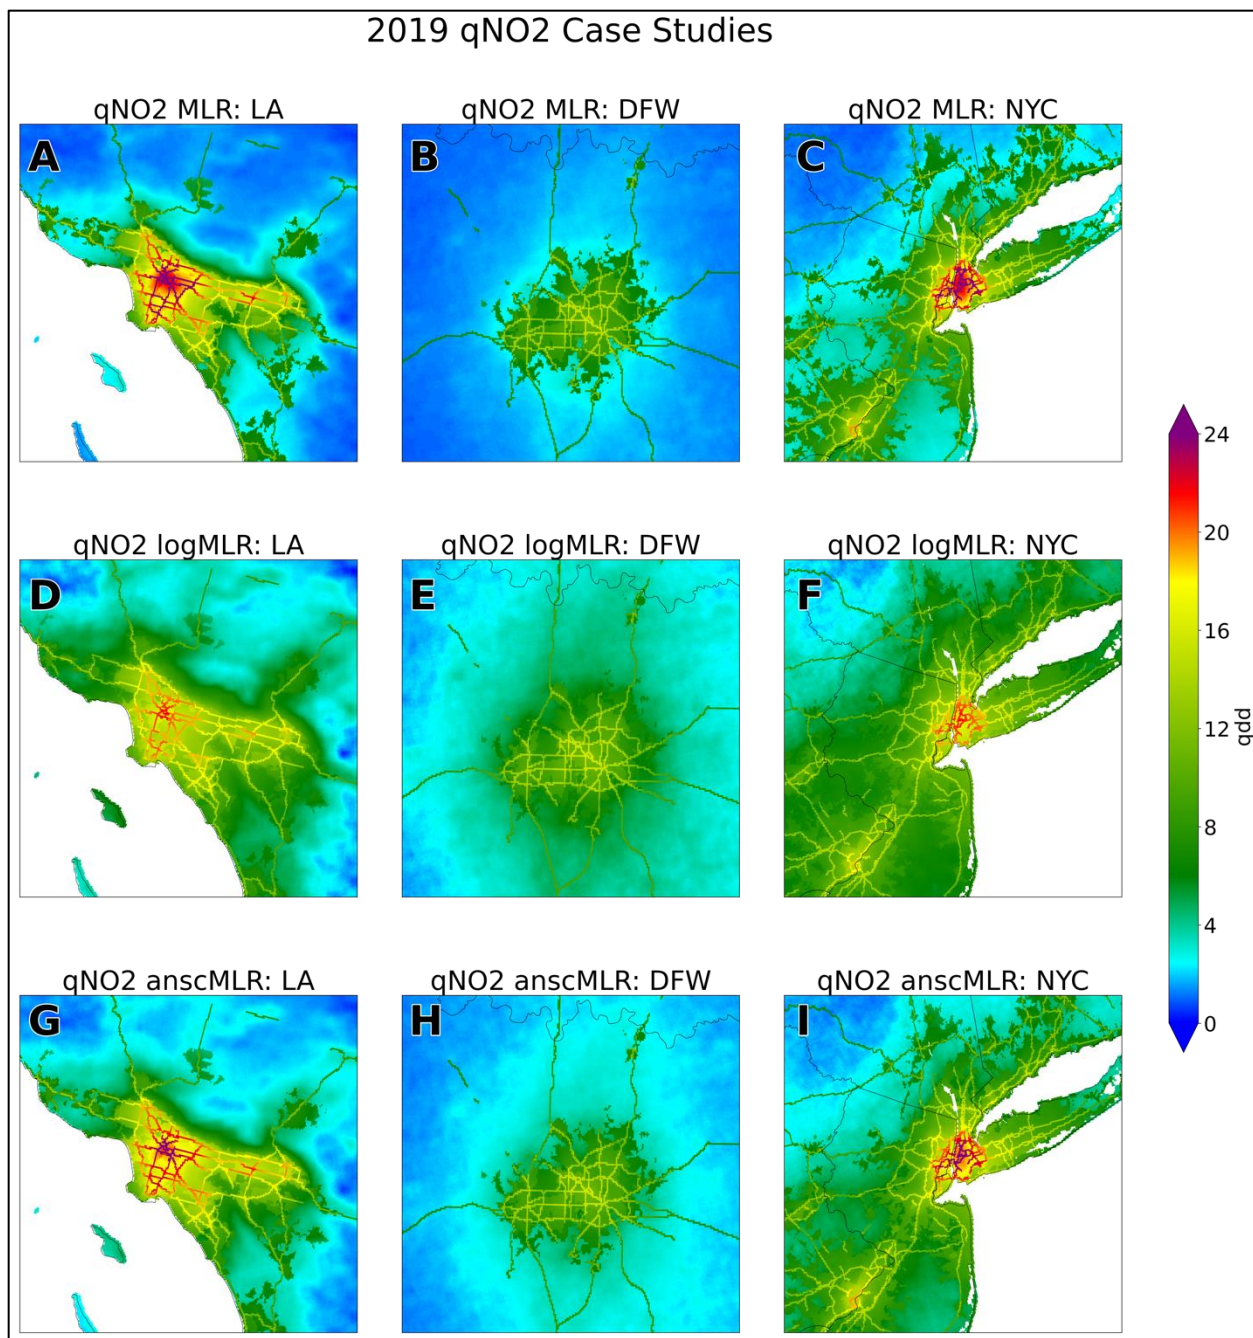 2019 qNO2 Case Studies
qNO2 MLR: LA
qNO2 MLR: DFW
qNO2 MLR: NYC
A
B
C
qNO2 logMLR: LA
qNO2 logMLR: DFW
qNO2 logMLR: NYC
D
E
F
qNO2 anscMLR: LA
qNO2 anscMLR: DFW
qNO2 anscMLR: NYC
G
H
I
24
20
16
12
8
4
0
ppb